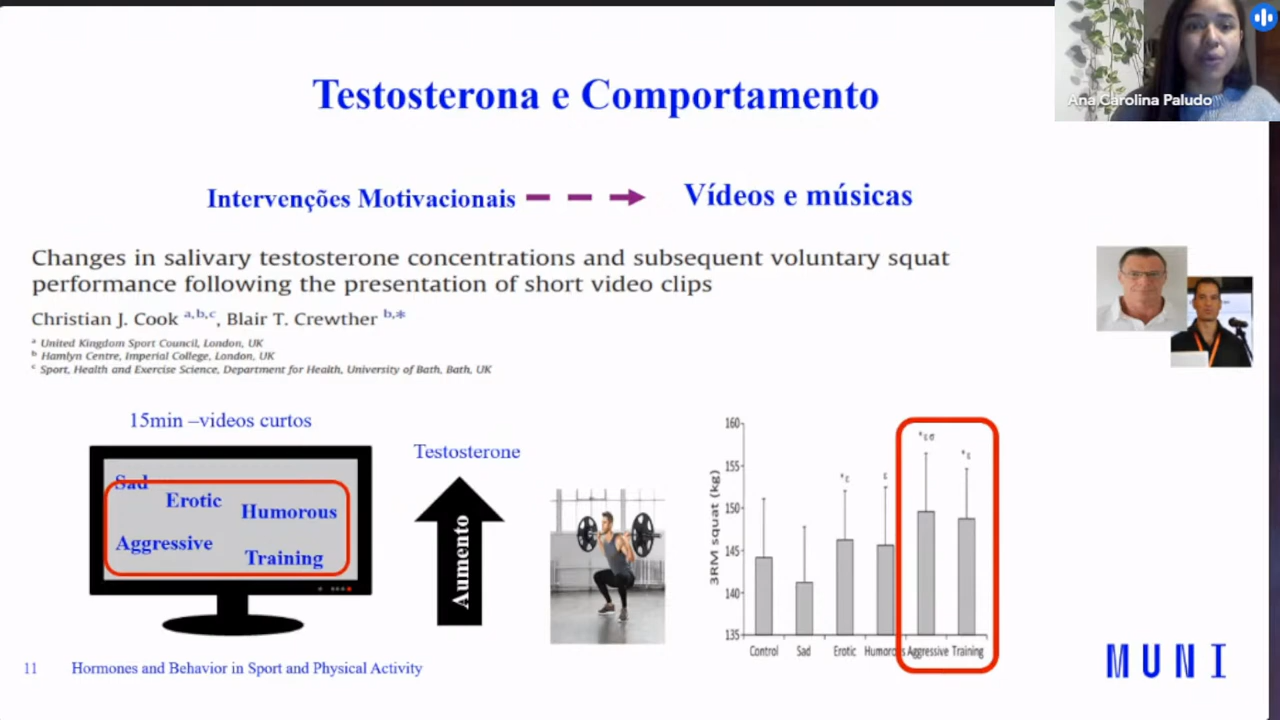 Ana Carolina Paludo
Testosterona e Comportamento
Intervenções Motivacionais
Vídeos e músicas
Changes in salivary testosterone concentrations and subsequent voluntary squat
performance following the presentation of short video clips
Christian J. Cook a,b,c, Blair T. Crewther b,*
a United Kingdom Sport Council, London, UK
b Hamlyn Centre, Imperial College, London, UK
c Sport, Health and Exercise Science, Department for Health, University of Bath, Bath, UK
15min –videos curtos
Sad
Erotic
Humorous
Aggressive
Training
Testosterone
Aumento
3RM squat (kg)
160
155
150
145
140
135
*ε
ε
*εσ
*ε
Control Sad Erotic Humorous Aggressive Training
11 Hormones and Behavior in Sport and Physical Activity
MUNI